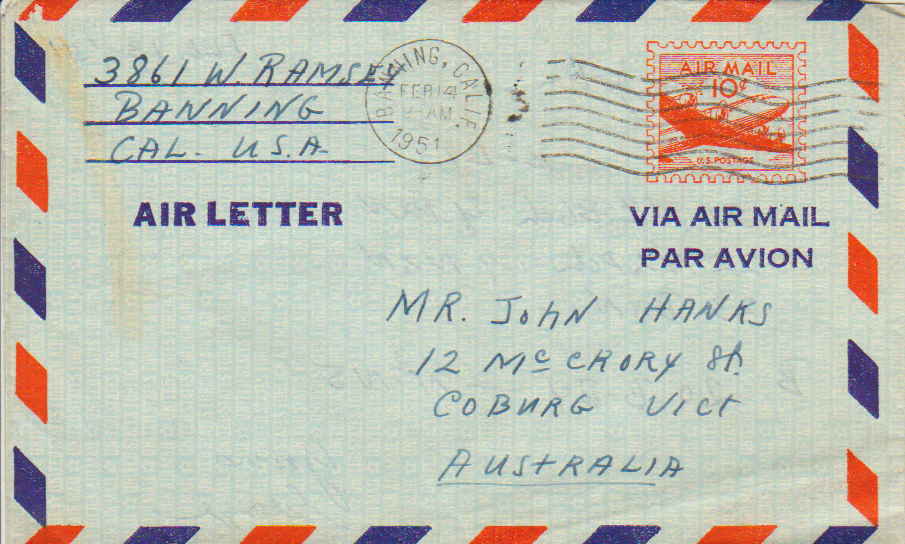 3861 W. RAMSEY
BANNING
CAL. U.S.A
BANNING, CALIF.
FEB 14
AM
1951
AIR MAIL
10¢
U.S. POSTAGE
AIR LETTER
VIA AIR MAIL
PAR AVION
MR. JOHN HANKS
12 McCRORY St.
COBURG VICT
AUSTRALIA